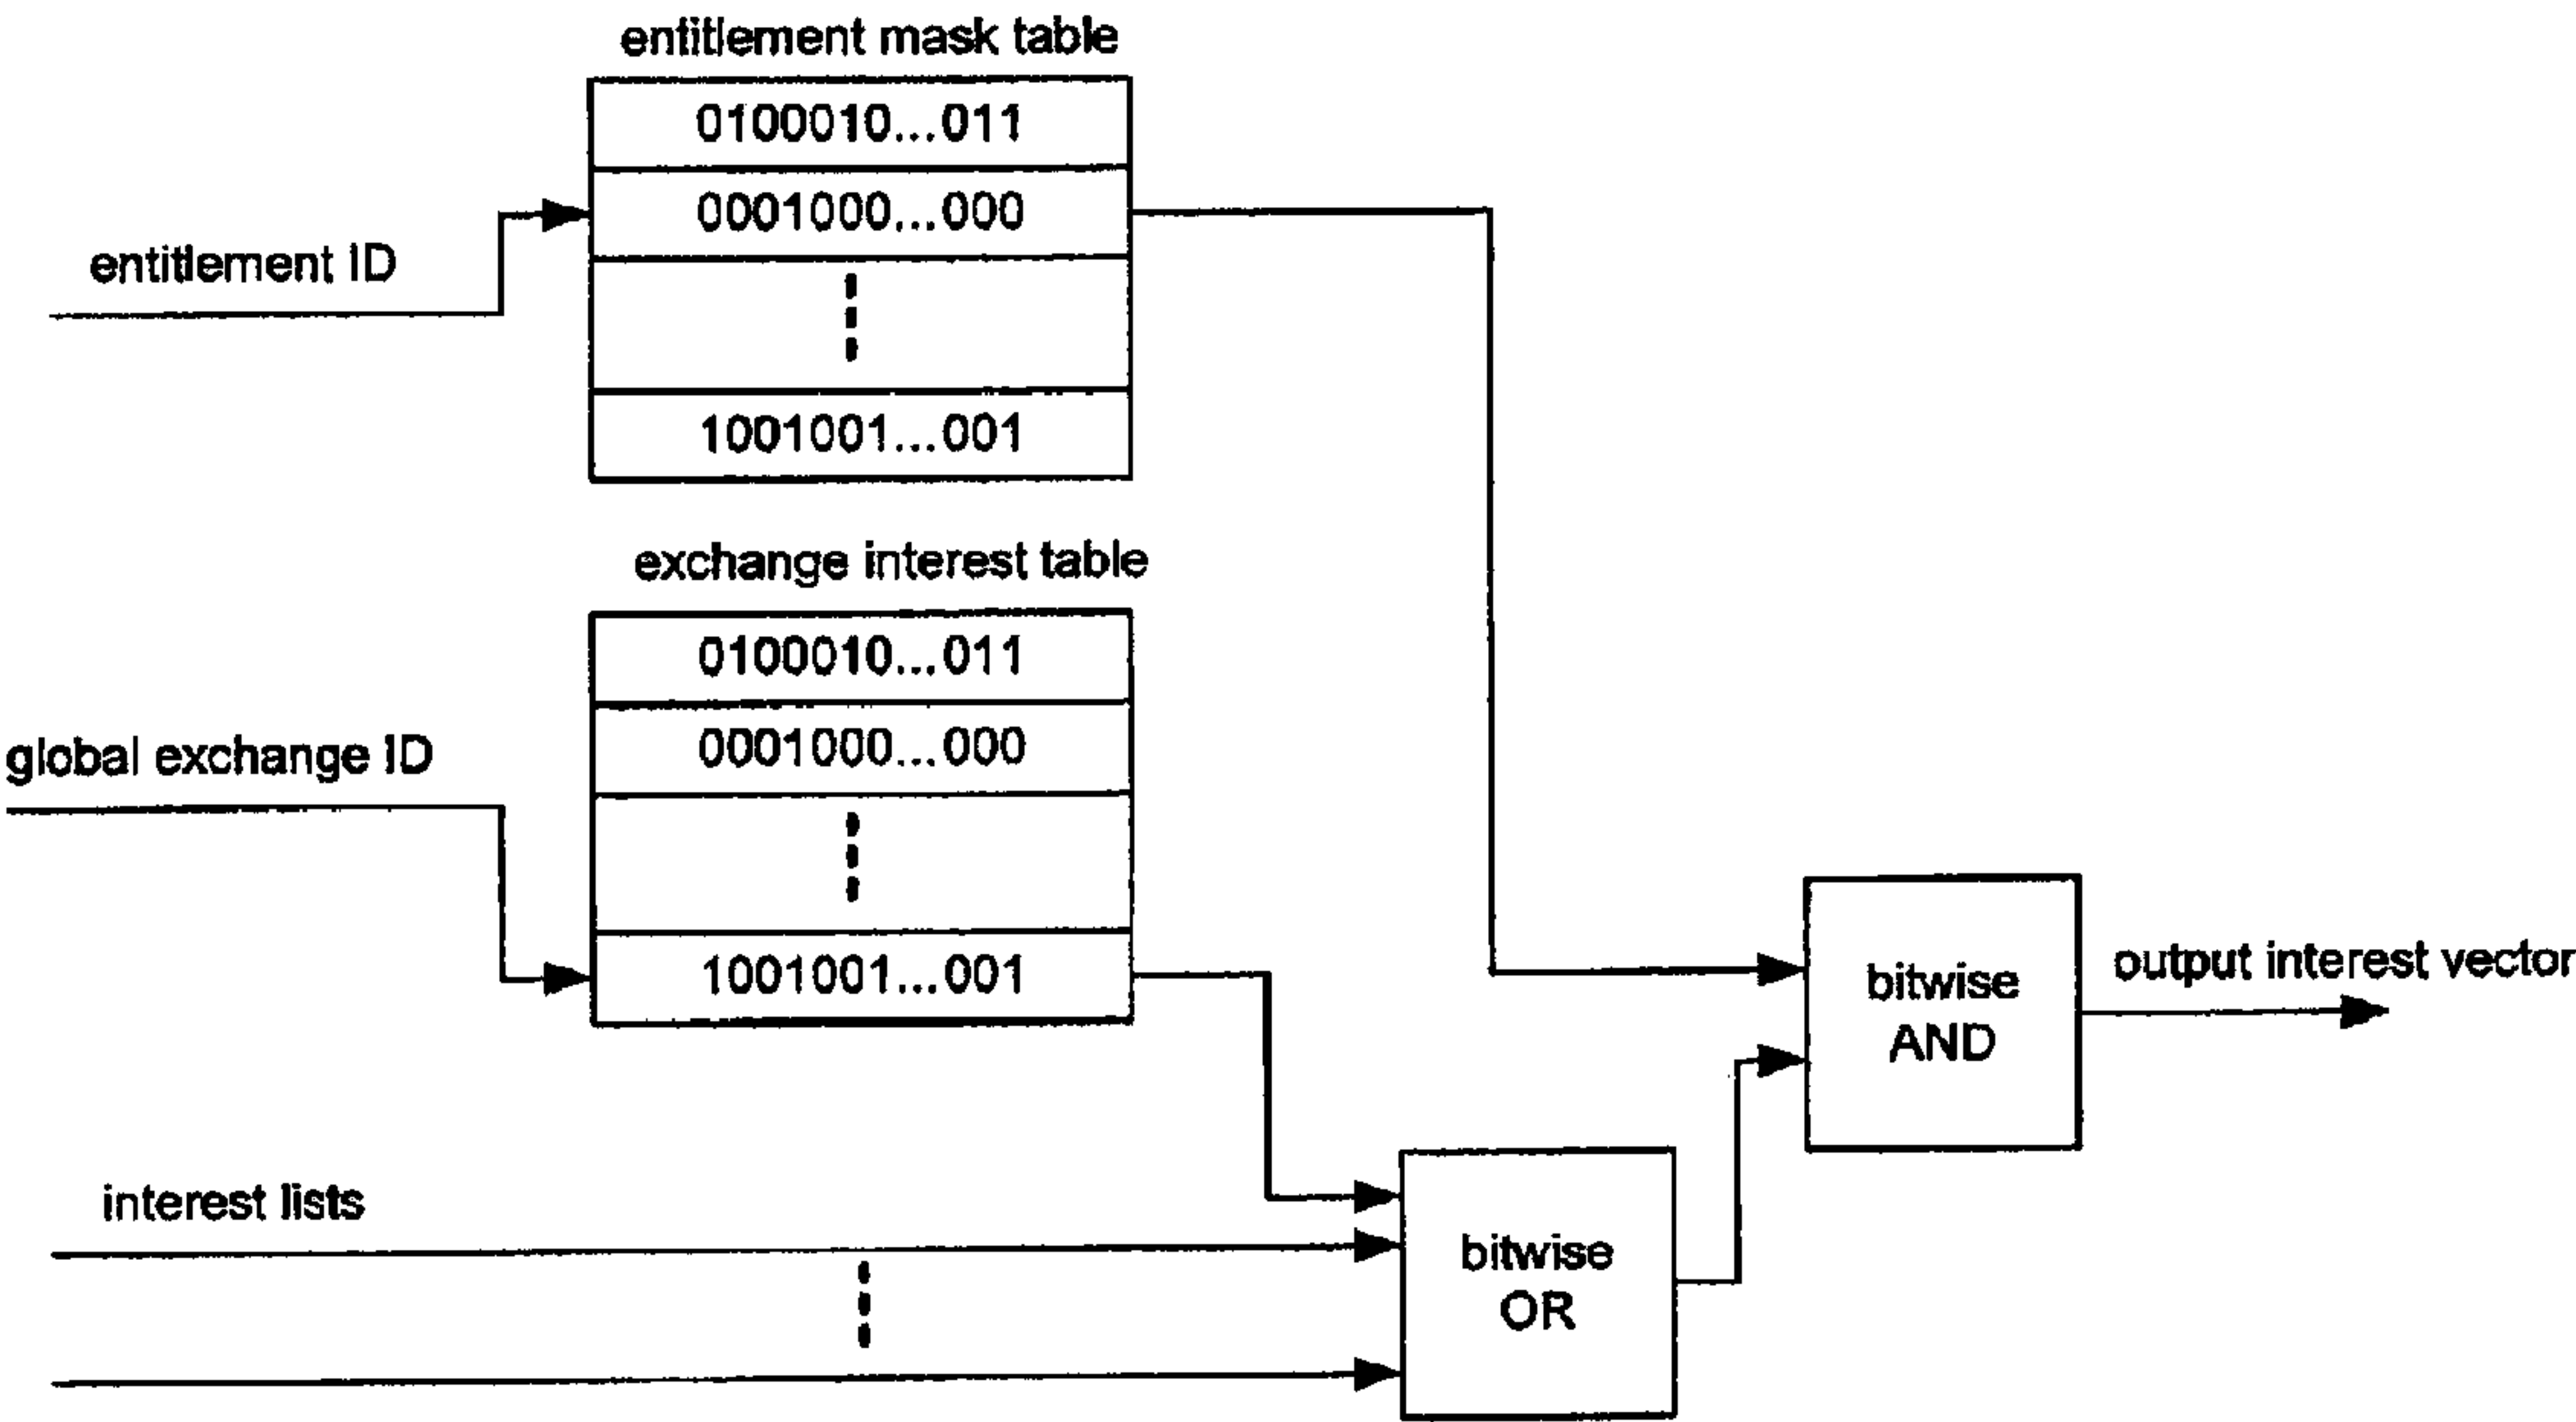 entitlement mask table
0100010...011
0001000...000
entitlement ID
1001001...001
exchange interest table
0100010...011
0001000...000
global exchange ID
1001001...001
bitwise
AND
output interest vector
interest lists
bitwise
OR